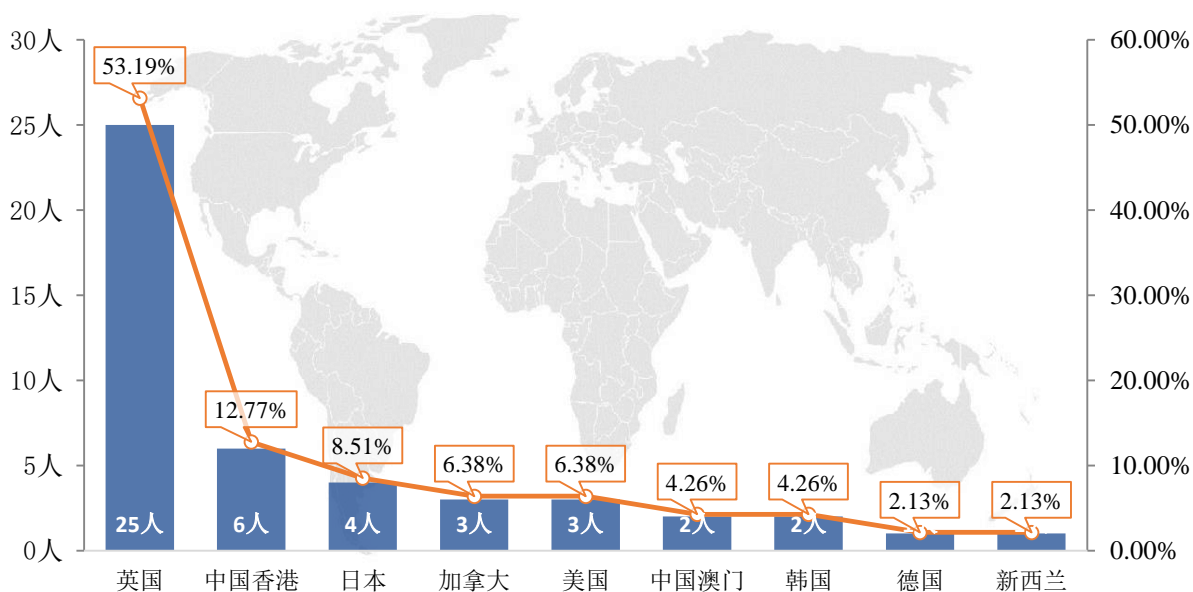 30人
25人
20人
15人
10人
5人
0人
60.00%
50.00%
40.00%
30.00%
20.00%
10.00%
0.00%
53.19%
12.77%
8.51%
6.38%
6.38%
4.26%
4.26%
2.13%
2.13%
25人
6人
4人
3人
3人
2人
2人
英国
中国香港
日本
加拿大
美国
中国澳门
韩国
德国
新西兰